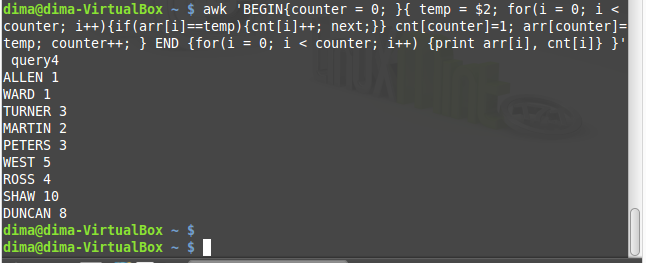 dima@dima-VirtualBox ~ $ awk 'BEGIN{counter = 0; }{ temp = $2; for(i = 0; i <
counter; i++){if(arr[i]==temp){cnt[i]++; next;}} cnt[counter]=1; arr[counter]=
temp; counter++; } END {for(i = 0; i < counter; i++) {print arr[i], cnt[i]} }'
 query4
ALLEN 1
WARD 1
TURNER 3
MARTIN 2
PETERS 3
WEST 5
ROSS 4
SHAW 10
DUNCAN 8
dima@dima-VirtualBox ~ $
dima@dima-VirtualBox ~ $